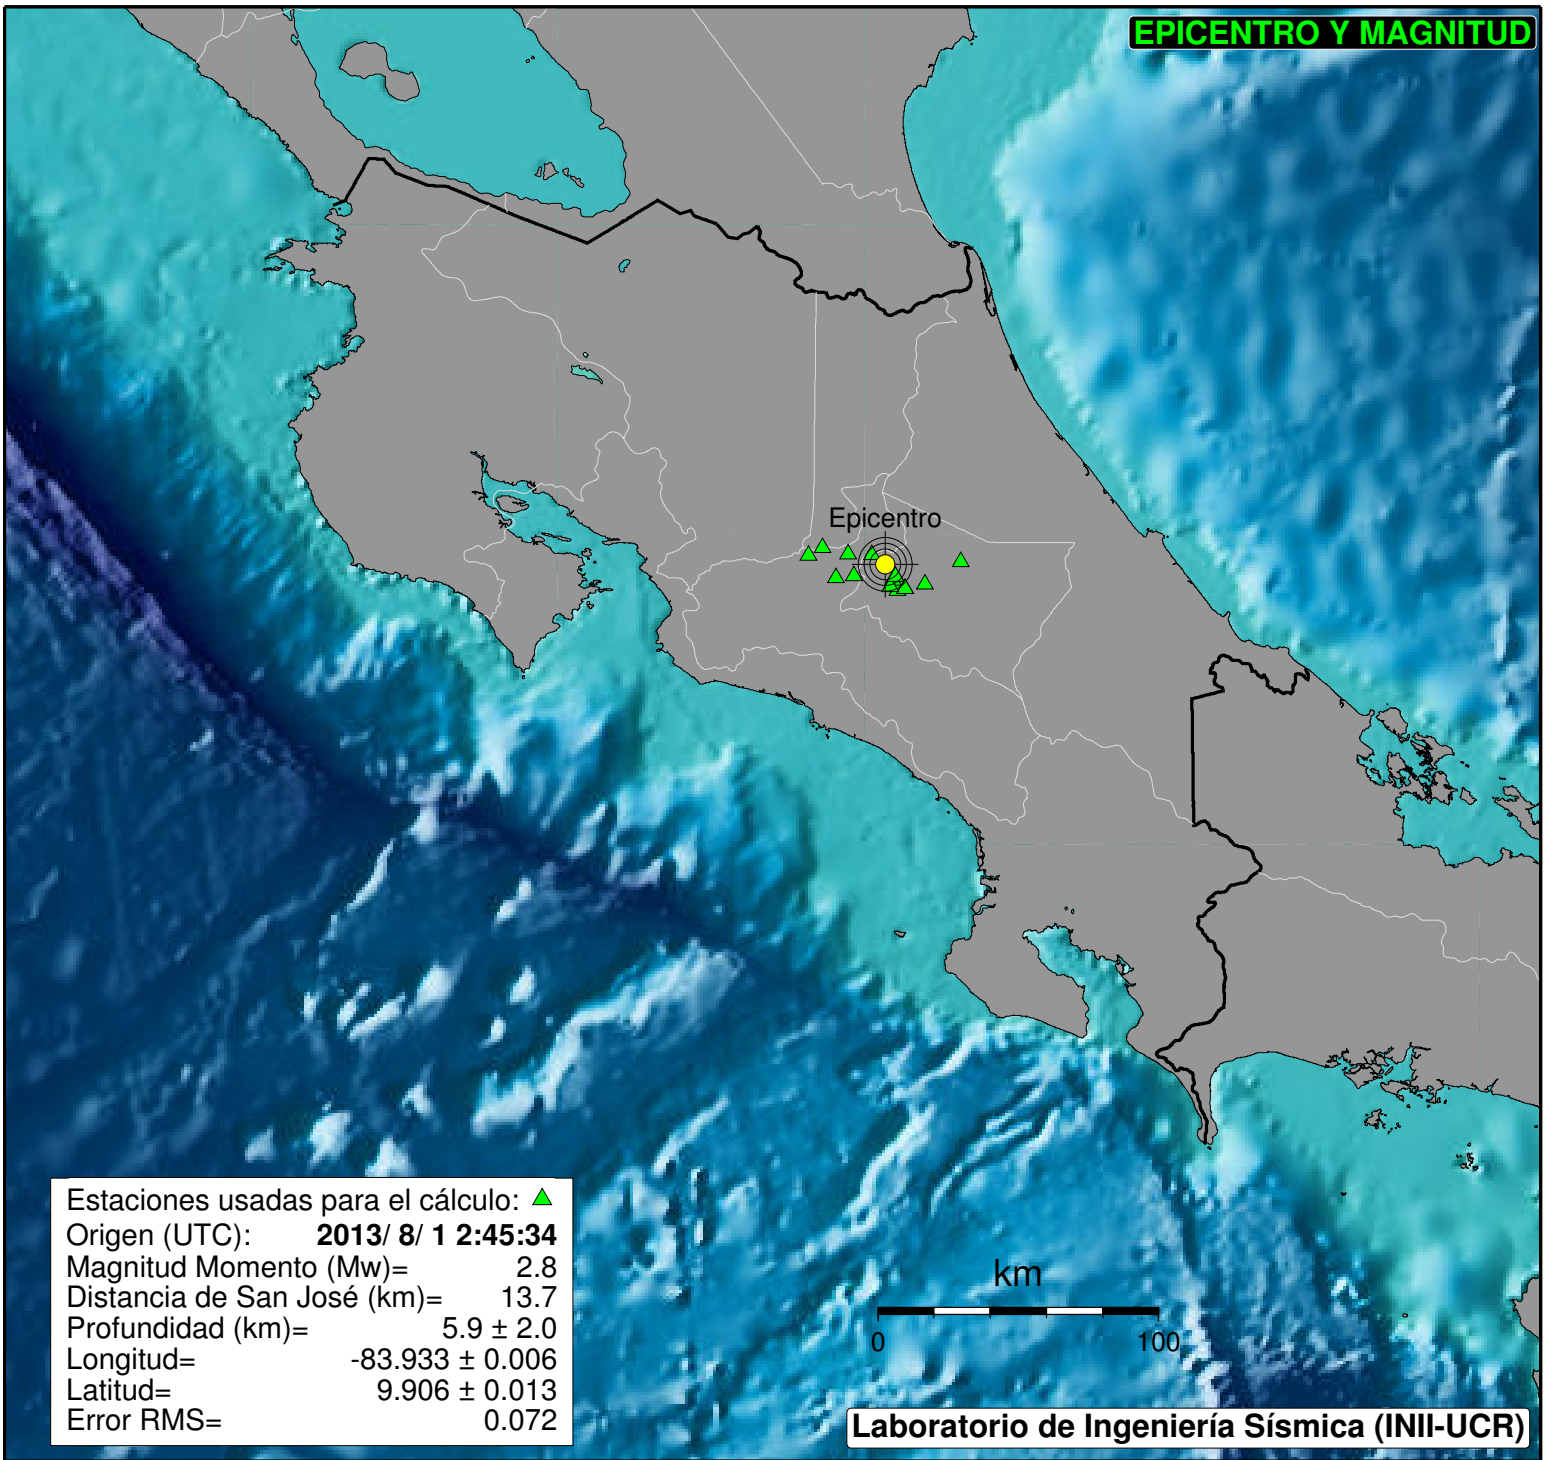 EPICENTRO Y MAGNITUD
Epicentro
Estaciones usadas para el cálculo:
Origen (UTC): 2013/ 8/ 1 2:45:34
Magnitud Momento (Mw)= 2.8
Distancia de San José (km)= 13.7
Profundidad (km)= 5.9 ± 2.0
Longitud= -83.933 ± 0.006
Latitud= 9.906 ± 0.013
Error RMS= 0.072
km
0 100
Laboratorio de Ingeniería Sísmica (INII-UCR)